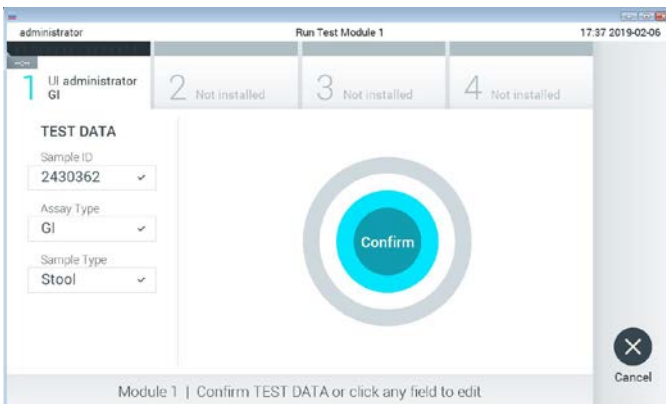 administrator Run Test Module 1 17:37 2019-02-06
1 UI administrator 2 Not installed 3 Not installed 4 Not installed
GI
TEST DATA
Sample ID
2430362
Assay Type
GI
Sample Type
Stool
Confirm
Cancel
Module 1 | Confirm TEST DATA or click any field to edit